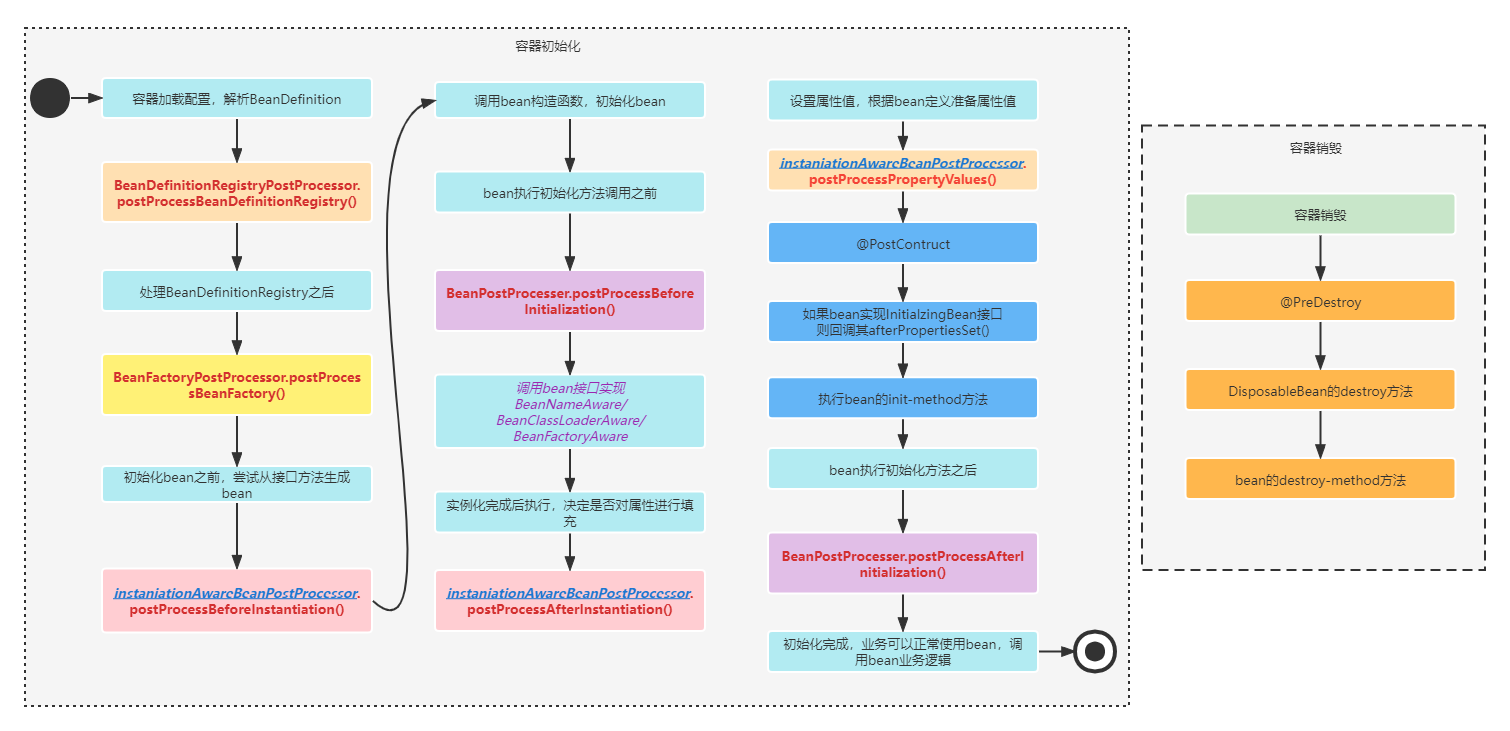 容器初始化
容器加载配置，解析BeanDefinition
BeanDefinitionRegistryPostProcessor.
postProcessBeanDefinitionRegistry()
处理BeanDefinitionRegistry之后
BeanFactoryPostProcessor.postProces
sBeanFactory()
初始化bean之前，尝试从接口方法生成
bean
instaniationAwareBeanPostProcessor.
postProcessBeforeInstantiation()
调用bean构造函数，初始化bean
bean执行初始化方法调用之前
BeanPostProcesser.postProcessBefore
Initialization()
调用bean接口实现
BeanNameAware/
BeanClassLoaderAware/
BeanFactoryAware
实例化完成后执行，决定是否对属性进行填
充
instaniationAwareBeanPostProcessor.
postProcessAfterInstantiation()
设置属性值，根据bean定义准备属性值
instaniationAwareBeanPostProcessor.
postProcessPropertyValues()
@PostContruct
如果bean实现InitialzingBean接口
则回调其afterPropertiesSet()
执行bean的init-method方法
bean执行初始化方法之后
BeanPostProcesser.postProcessAfterI
nitialization()
初始化完成，业务可以正常使用bean，调
用bean业务逻辑
容器销毁
容器销毁
@PreDestroy
DisposableBean的destroy方法
bean的destroy-method方法